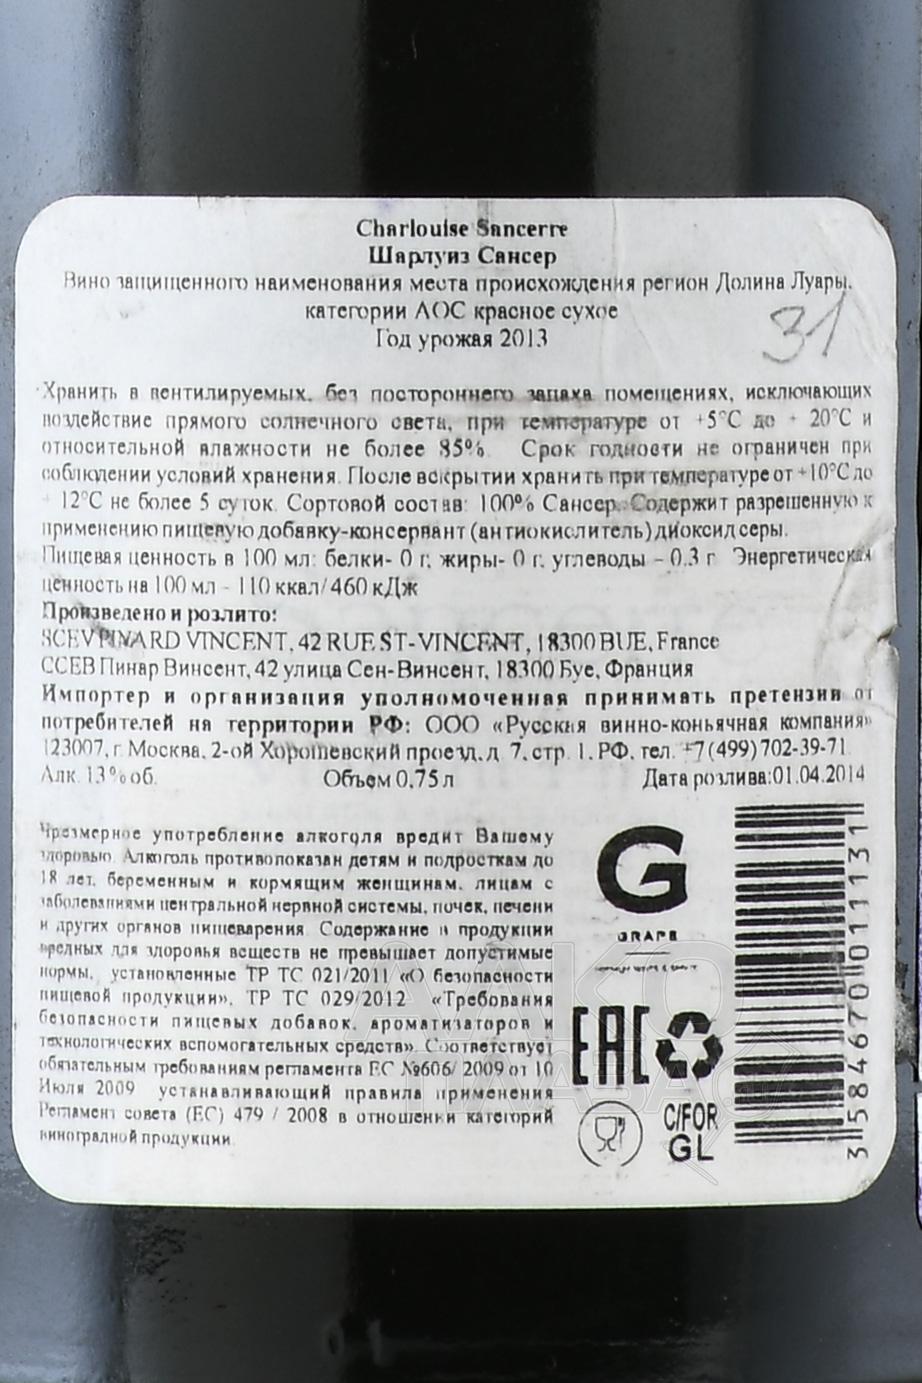 Charlouise Sancerre
Шарлуиз Сансер
Вино защищенного наименования места происхождения регион Долина Луары,
категории АОС красное сухое
Год урожая 2013
31
Хранить в вентилируемых, без постороннего запаха помещениях, исключающих
воздействие прямого солнечного света, при температуре от +5°С до + 20°С и
относительной влажности не более 85%. Срок годности не ограничен при
соблюдении условий хранения. После вскрытии хранить при температуре от +10°С до
+ 12°С не более 5 суток. Сортовой состав: 100% Сансер. Содержит разрешенную к
применению пищевую добавку-консервант (антиокислитель) диоксид серы.
Пищевая ценность в 100 мл: белки- 0 г, жиры- 0 г, углеводы – 0.3 г Энергетическая
ценность на 100 мл - 110 ккал/ 460 кДж
Произведено и розлито:
SCEV PINARD VINCENT, 42 RUE ST-VINCENT, 18300 BUE, France
ССЕВ Пинар Винсент, 42 улица Сен-Винсент, 18300 Буе, Франция
Импортер и организация уполномоченная принимать претензии от
потребителей на территории РФ: ООО «Русская винно-коньячная компания»
123007, г. Москва, 2-ой Хорошевский проезд, д. 7, стр. 1, РФ, тел. +7(499)702-39-71
Алк. 13%об. Объем 0,75 л Дата розлива:01.04.2014
Чрезмерное употребление алкоголя вредит Вашему
здоровью. Алкоголь противопоказан детям и подросткам до
18 лет, беременным и кормящим женщинам, лицам с
заболеваниями центральной нервной системы, почек, печени
и других органов пищеварения. Содержание в продукции
вредных для здоровья веществ не превышает допустимые
нормы, установленные ТР ТС 021/2011 «О безопасности
пищевой продукции», ТР ТС 029/2012 «Требования
безопасности пищевых добавок, ароматизаторов и
технологических вспомогательных средств». Соответствует
обязательным требованиям регламента ЕС №606/ 2009 от 10
Июля 2009 устанавливающий правила применения
Регламент совета (ЕС) 479 / 2008 в отношении категорий
виноградной продукции.
G
GRAPE
EAC
C/FOR
GL
3 584670 011131